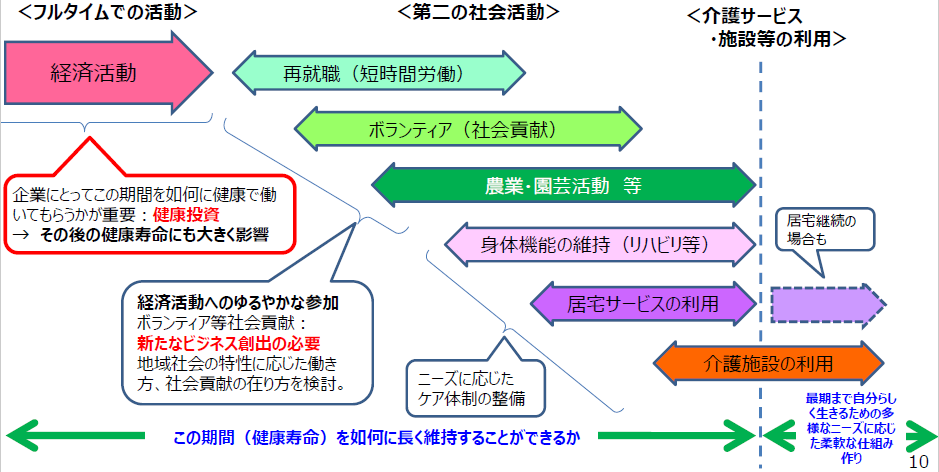 ＜フルタイムでの活動＞
＜第二の社会活動＞
＜介護サービス
・施設等の利用＞
経済活動
再就職（短時間労働）
ボランティア（社会貢献）
農業・園芸活動 等
企業にとってこの期間を如何に健康で働
いてもらうかが重要：健康投資
→ その後の健康寿命にも大きく影響
身体機能の維持（リハビリ等）
居宅継続の
場合も
経済活動へのゆるやかな参加
ボランティア等社会貢献：
新たなビジネス創出の必要
地域社会の特性に応じた働き
方、社会貢献の在り方を検討。
居宅サービスの利用
介護施設の利用
ニーズに応じた
ケア体制の整備
この期間（健康寿命）を如何に長く維持することができるか
最期まで自分らし
く生きるための多
様なニーズに応じ
た柔軟な仕組み
作り
10